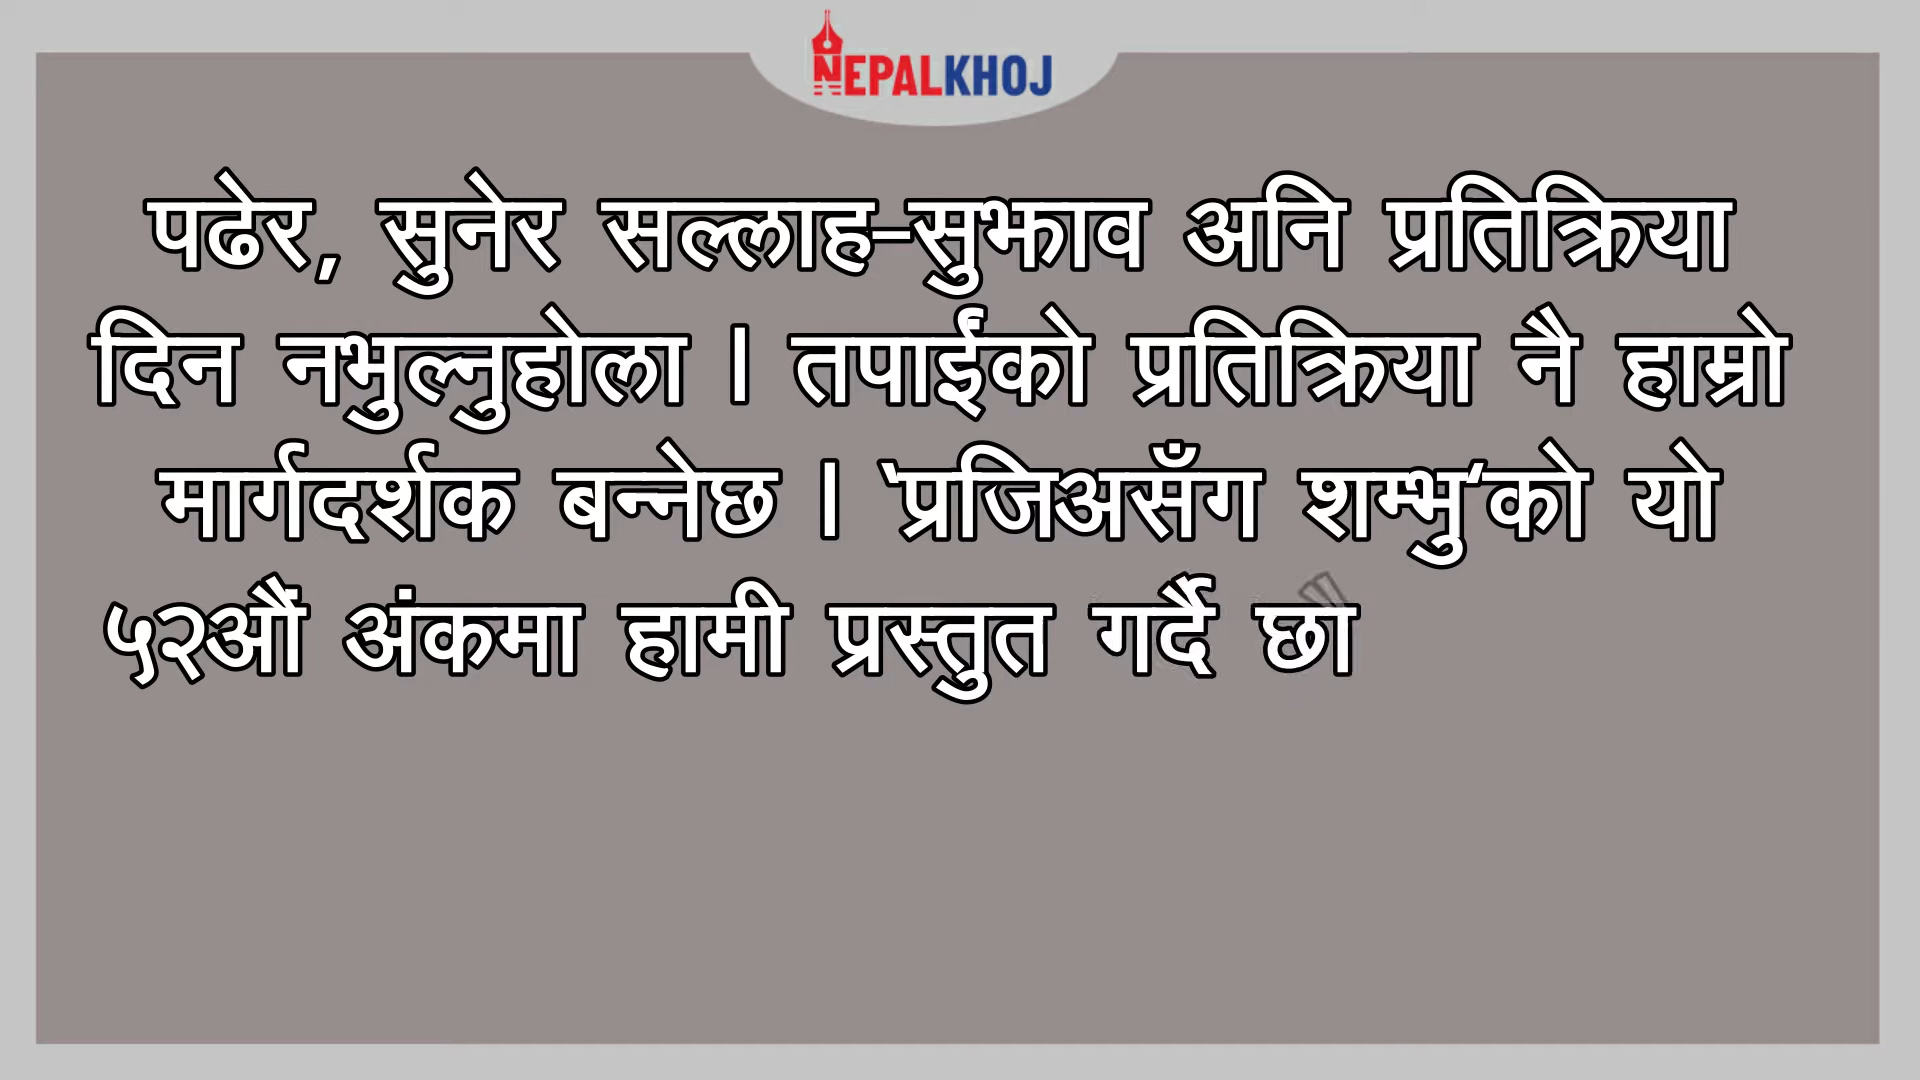 NEPALKHOJ
पढेर, सुनेर सल्लाह–सुझाव अनि प्रतिक्रिया
दिन नभुल्नुहोला । तपाईंको प्रतिक्रिया नै हाम्रो
मार्गदर्शक बन्नेछ । ‘प्रजिअसँग शम्भु‘को यो
५२औं अंकमा हामी प्रस्तुत गर्दै छा